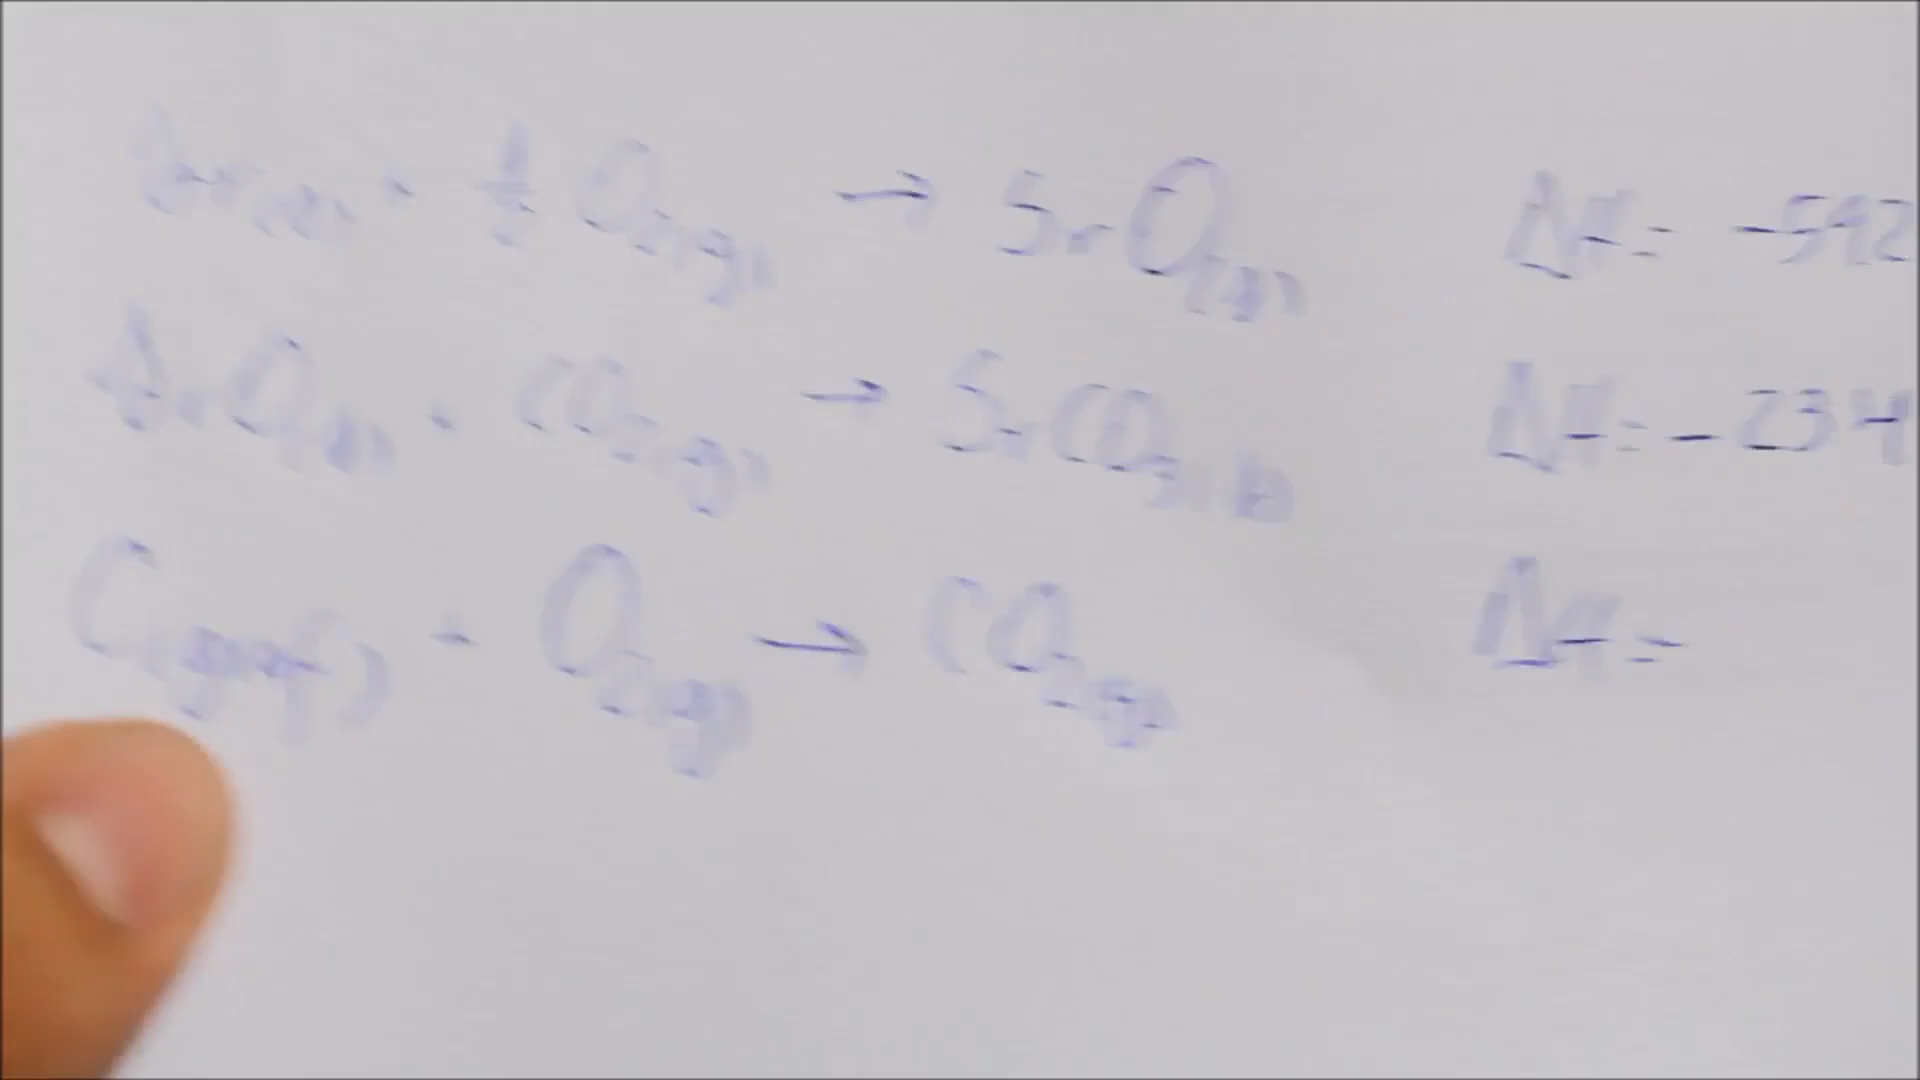 Sr(s) + 1/2 O2(g) → SrO(s) ΔH = -592
SrO(s) + CO2(g) → SrCO3(s) ΔH = -234
C(graf) + O2(g) → CO2(g) ΔH =